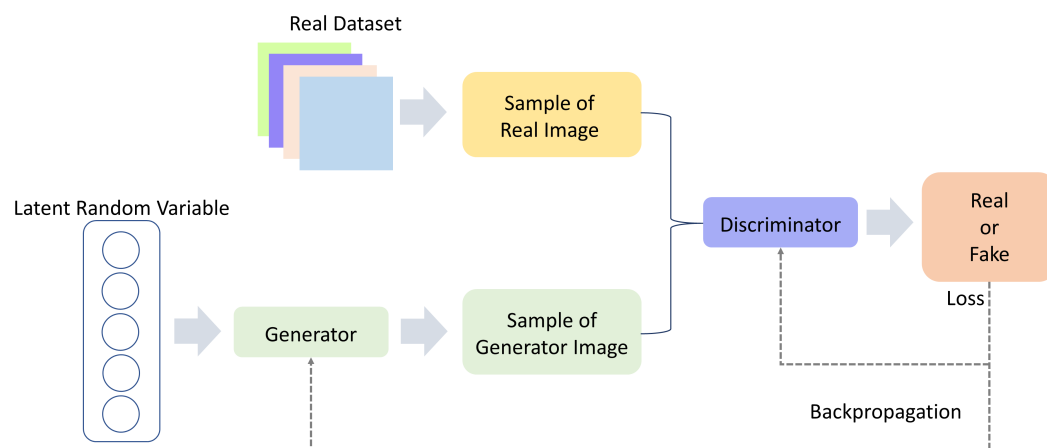 Real Dataset
Sample of
Real Image
Latent Random Variable
Discriminator
Real
or
Fake
Loss
Generator
Sample of
Generator Image
Backpropagation